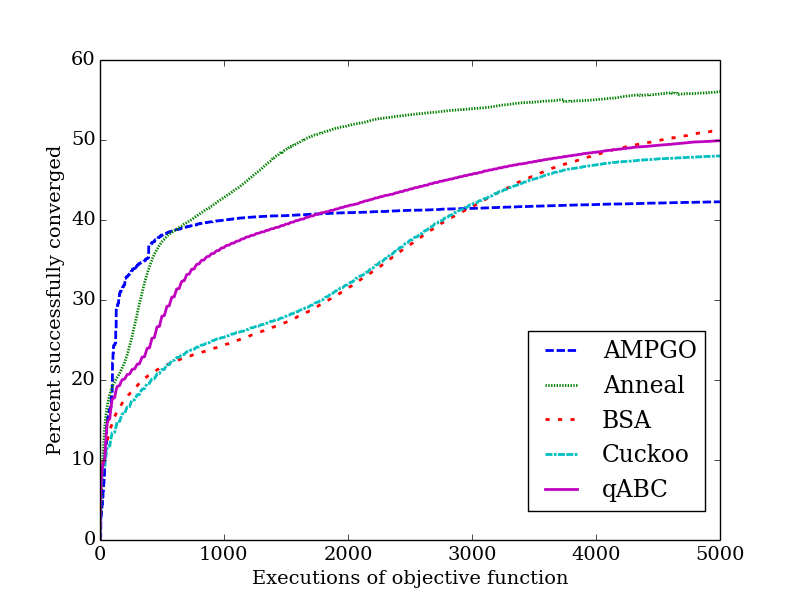 60
50
40
30
20
10
0
Percent successfully converged
AMPGO
Anneal
BSA
Cuckoo
qABC
0 1000 2000 3000 4000 5000
Executions of objective function